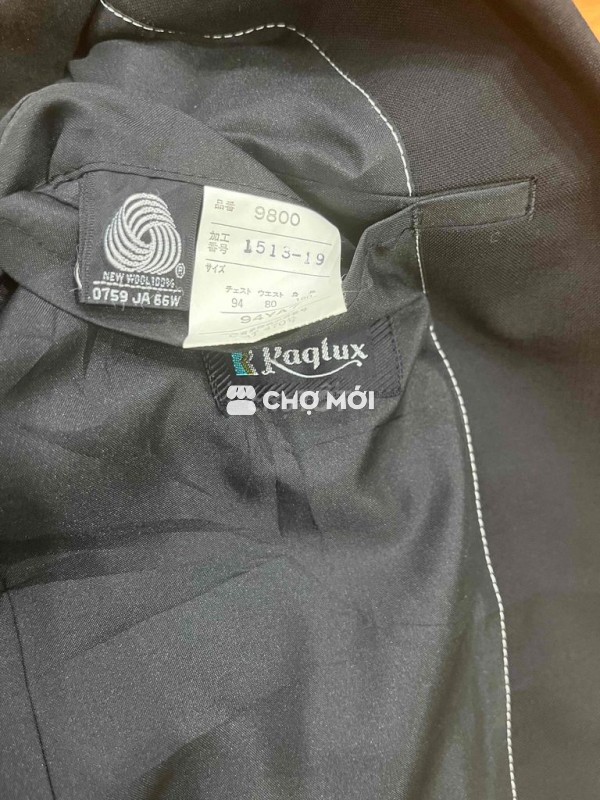 品番 9800
加工番号 1513-19
サイズ
チェスト ウエスト
94 80
94YA
NEW WOOL 100%
®
.0759 JA 66W
Raglux
CHỢ MỚI